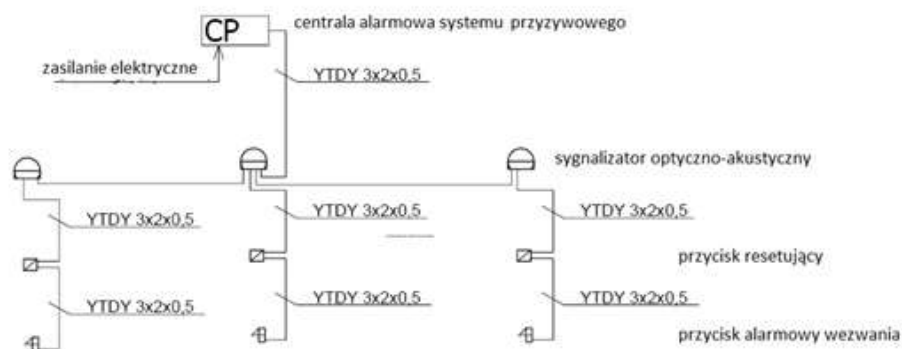 CP
centrala alarmowa systemu przyzywowego
zasilanie elektryczne
YTDY 3x2x0,5
sygnalizator optyczno-akustyczny
YTDY 3x2x0,5
YTDY 3x2x0,5
YTDY 3x2x0,5
przycisk resetujący
YTDY 3x2x0,5
YTDY 3x2x0,5
YTDY 3x2x0,5
przycisk alarmowy wezwania